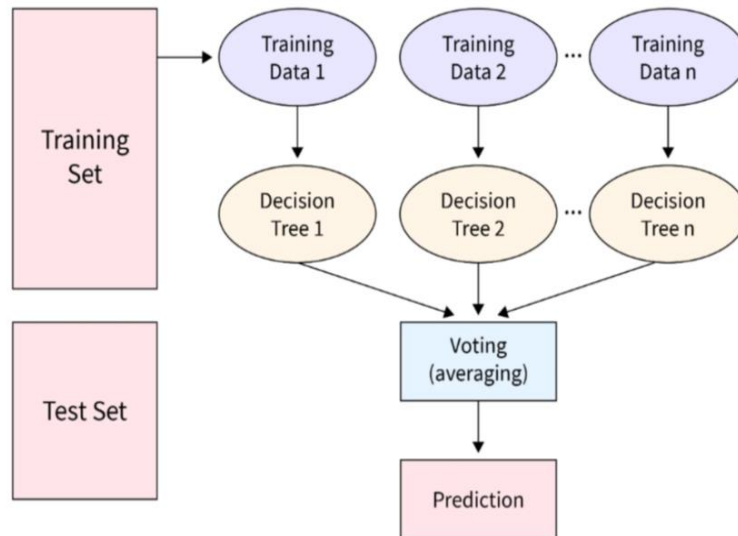 Training
Set
Training
Data 1
Training
Data 2
...
Training
Data n
Decision
Tree 1
Decision
Tree 2
...
Decision
Tree n
Voting
(averaging)
Test Set
Prediction